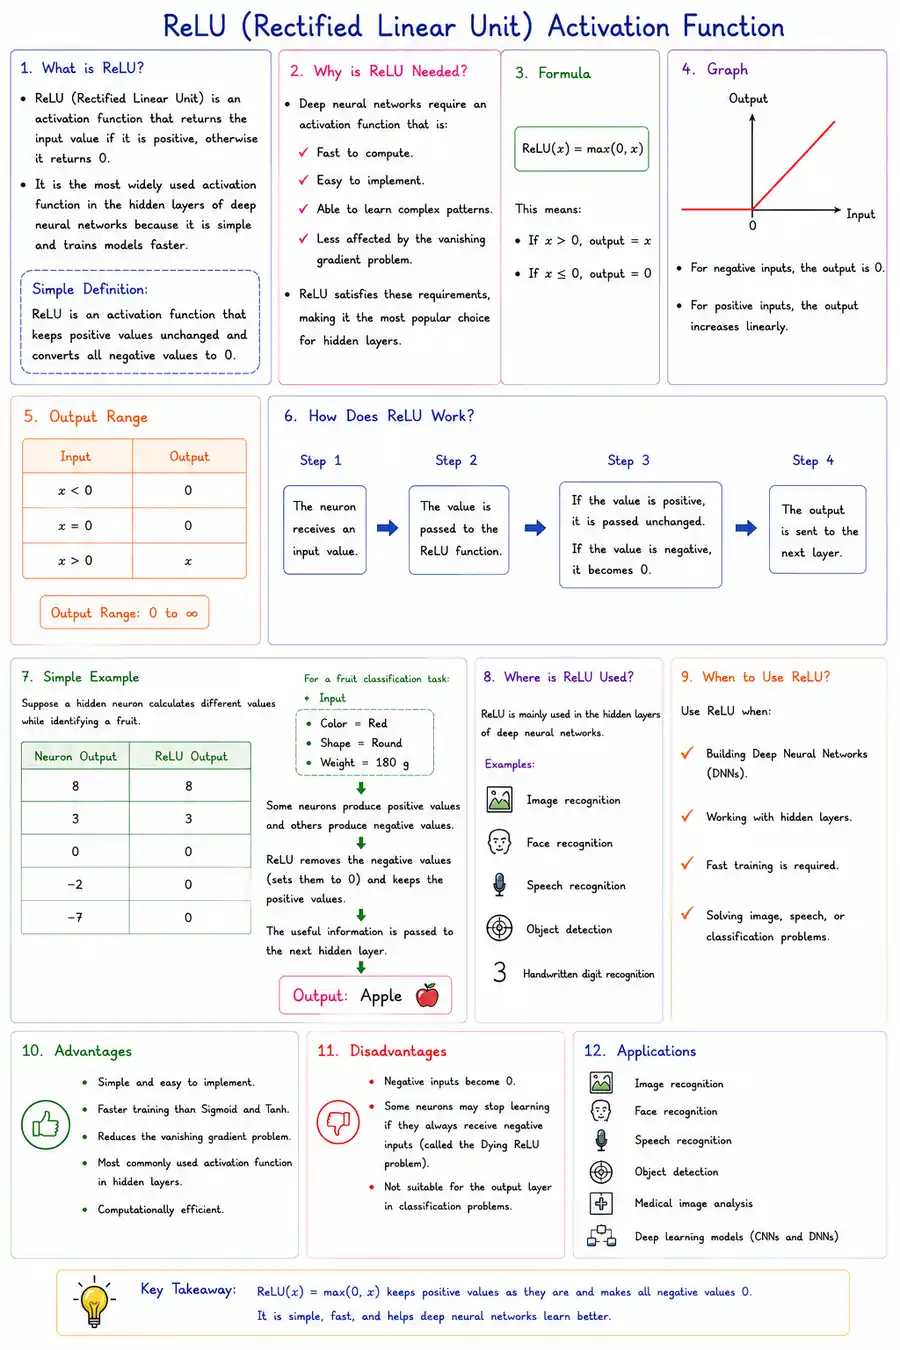 ReLU (Rectified Linear Unit) Activation Function
1. What is ReLU?
• ReLU (Rectified Linear Unit) is an
activation function that returns the
input value if it is positive, otherwise
it returns 0.
• It is the most widely used activation
function in the hidden layers of deep
neural networks because it is simple
and trains models faster.
Simple Definition:
ReLU is an activation function that
keeps positive values unchanged and
converts all negative values to 0.
2. Why is ReLU Needed?
• Deep neural networks require an
activation function that is:
✓ Fast to compute.
✓ Easy to implement.
✓ Able to learn complex patterns.
✓ Less affected by the vanishing
gradient problem.
• ReLU satisfies these requirements,
making it the most popular choice
for hidden layers.
3. Formula
ReLU(x) = max(0, x)
This means:
• If x > 0, output = x
• If x ≤ 0, output = 0
4. Graph
Output
Input
0
• For negative inputs, the output is 0.
• For positive inputs, the output
increases linearly.
5. Output Range
Input Output
x < 0 0
x = 0 0
x > 0 x
Output Range: 0 to ∞
6. How Does ReLU Work?
Step 1
The neuron
receives an
input value.
Step 2
The value is
passed to the
ReLU function.
Step 3
If the value is positive,
it is passed unchanged.
If the value is negative,
it becomes 0.
Step 4
The output
is sent to the
next layer.
7. Simple Example
Suppose a hidden neuron calculates different values
while identifying a fruit.
Neuron Output ReLU Output
8 8
3 3
0 0
−2 0
−7 0
For a fruit classification task:
• Input
• Color = Red
• Shape = Round
• Weight = 180 g
Some neurons produce positive values
and others produce negative values.
ReLU removes the negative values
(sets them to 0) and keeps the
positive values.
The useful information is passed to
the next hidden layer.
Output: Apple
8. Where is ReLU Used?
ReLU is mainly used in the hidden layers
of deep neural networks.
Examples:
Image recognition
Face recognition
Speech recognition
Object detection
3 Handwritten digit recognition
9. When to Use ReLU?
Use ReLU when:
✓ Building Deep Neural Networks
(DNNs).
✓ Working with hidden layers.
✓ Fast training is required.
✓ Solving image, speech, or
classification problems.
10. Advantages
• Simple and easy to implement.
• Faster training than Sigmoid and Tanh.
• Reduces the vanishing gradient problem.
• Most commonly used activation function
in hidden layers.
• Computationally efficient.
11. Disadvantages
• Negative inputs become 0.
• Some neurons may stop learning
if they always receive negative
inputs (called the Dying ReLU
problem).
• Not suitable for the output layer
in classification problems.
12. Applications
Image recognition
Face recognition
Speech recognition
Object detection
Medical image analysis
Deep learning models (CNNs and DNNs)
Key Takeaway: ReLU(x) = max(0, x) keeps positive values as they are and makes all negative values 0.
It is simple, fast, and helps deep neural networks learn better.